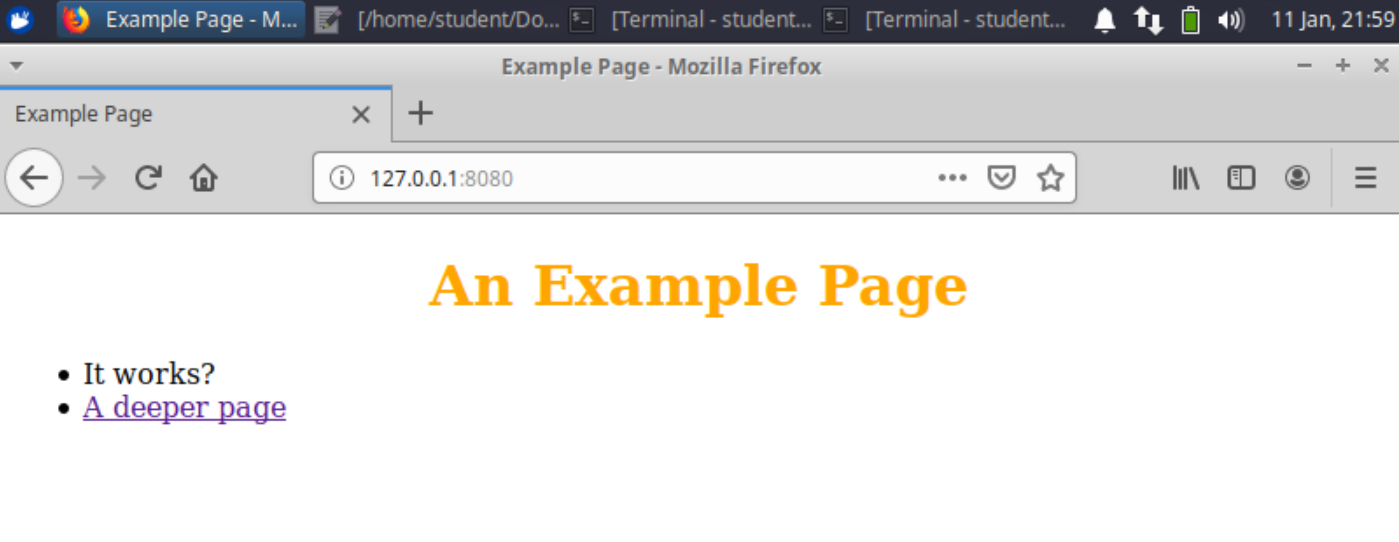 Example Page - M... [/home/student/Do... [Terminal - student... [Terminal - student... 11 Jan, 21:59
Example Page - Mozilla Firefox
Example Page
127.0.0.1:8080
An Example Page
It works?
A deeper page